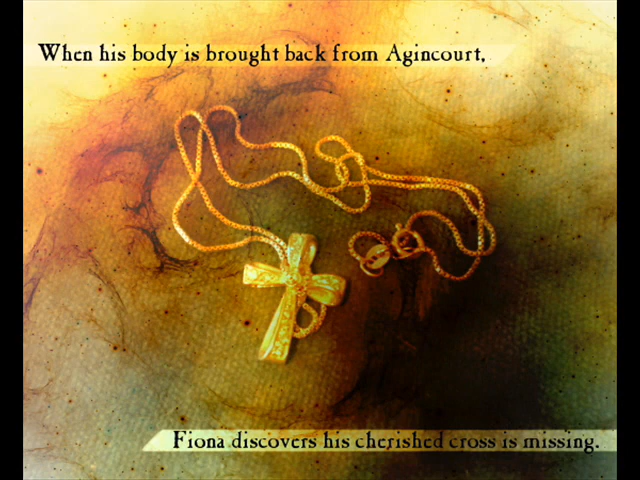 When his body is brought back from Agincourt,
Fiona discovers his cherished cross is missing.